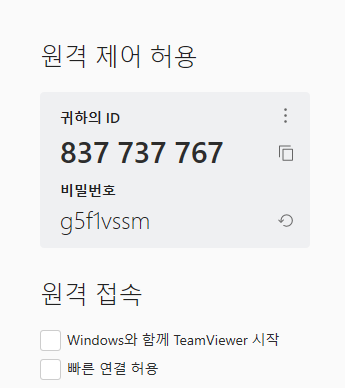 원격 제어 허용
귀하의 ID
837 737 767
비밀번호
g5f1vssm
원격 접속
Windows와 함께 TeamViewer 시작
빠른 연결 허용